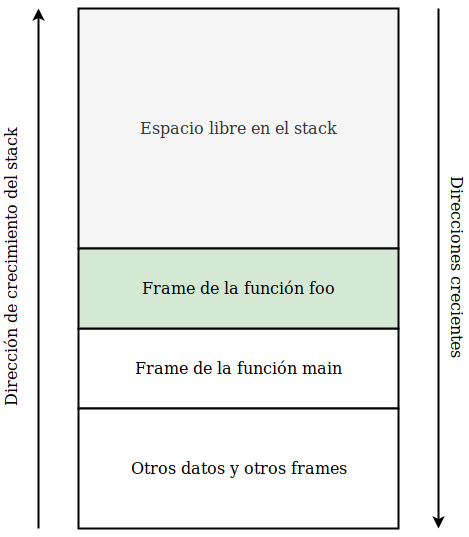 Dirección de crecimiento del stack
Espacio libre en el stack
Direcciones crecientes
Frame de la función foo
Frame de la función main
Otros datos y otros frames